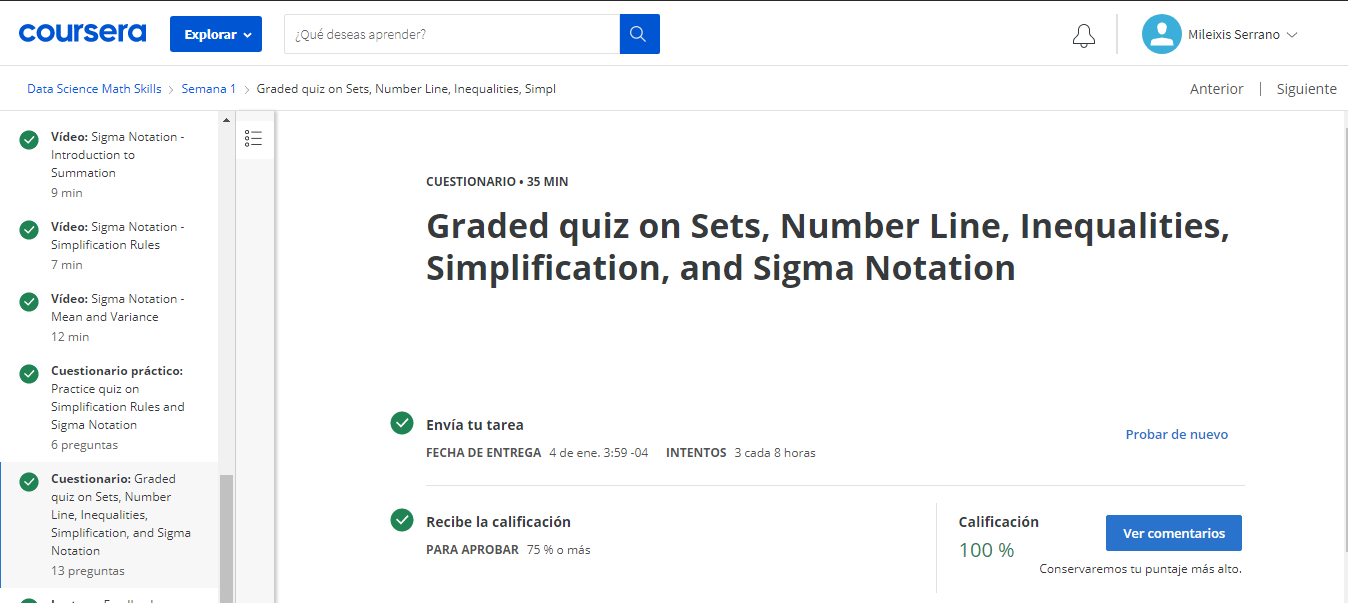 coursera
Explorar
¿Qué deseas aprender?
Mileixis Serrano
Data Science Math Skills > Semana 1 > Graded quiz on Sets, Number Line, Inequalities, Simpl
Anterior | Siguiente
Vídeo: Sigma Notation -
Introduction to
Summation
9 min
Vídeo: Sigma Notation -
Simplification Rules
7 min
Vídeo: Sigma Notation -
Mean and Variance
12 min
Cuestionario práctico:
Practice quiz on
Simplification Rules and
Sigma Notation
6 preguntas
Cuestionario: Graded
quiz on Sets, Number
Line, Inequalities,
Simplification, and Sigma
Notation
13 preguntas
CUESTIONARIO • 35 MIN
Graded quiz on Sets, Number Line, Inequalities,
Simplification, and Sigma Notation
Envía tu tarea
FECHA DE ENTREGA 4 de ene. 3:59 -04 INTENTOS 3 cada 8 horas
Probar de nuevo
Recibe la calificación
PARA APROBAR 75 % o más
Calificación
100 %
Ver comentarios
Conservaremos tu puntaje más alto.